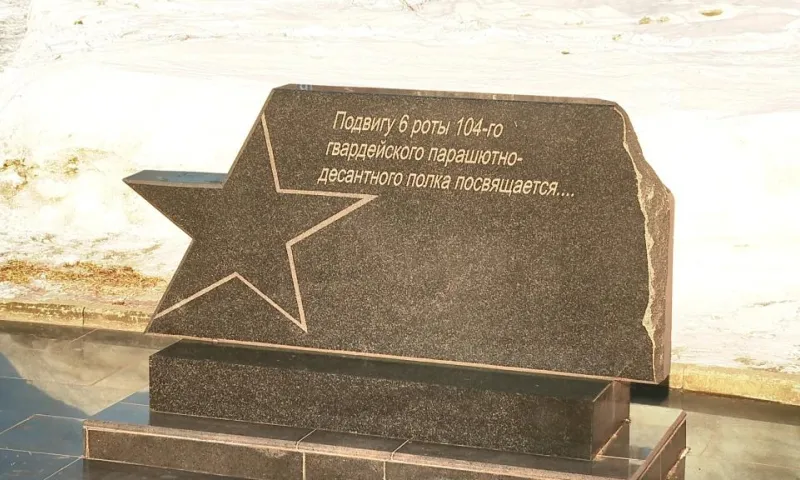 Подвигу 6 роты 104-го
гвардейского парашютно-
десантного полка посвящается....